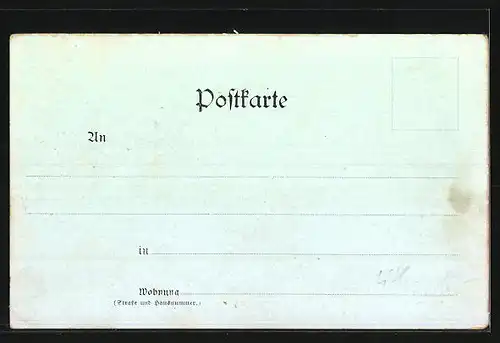 Postkarte
An
in
Wohnung
(Straße und Hausnummer.)